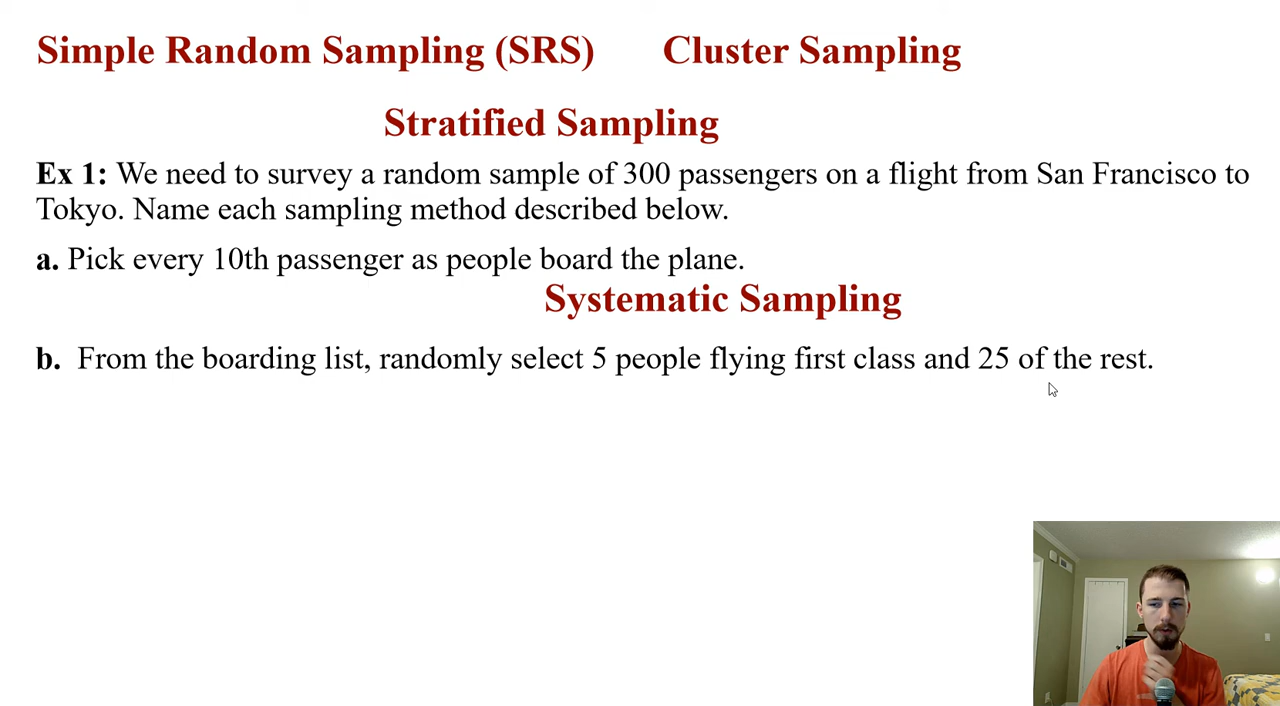 Simple Random Sampling (SRS) Cluster Sampling
Stratified Sampling
Ex 1: We need to survey a random sample of 300 passengers on a flight from San Francisco to
Tokyo. Name each sampling method described below.
a. Pick every 10th passenger as people board the plane.
Systematic Sampling
b. From the boarding list, randomly select 5 people flying first class and 25 of the rest.